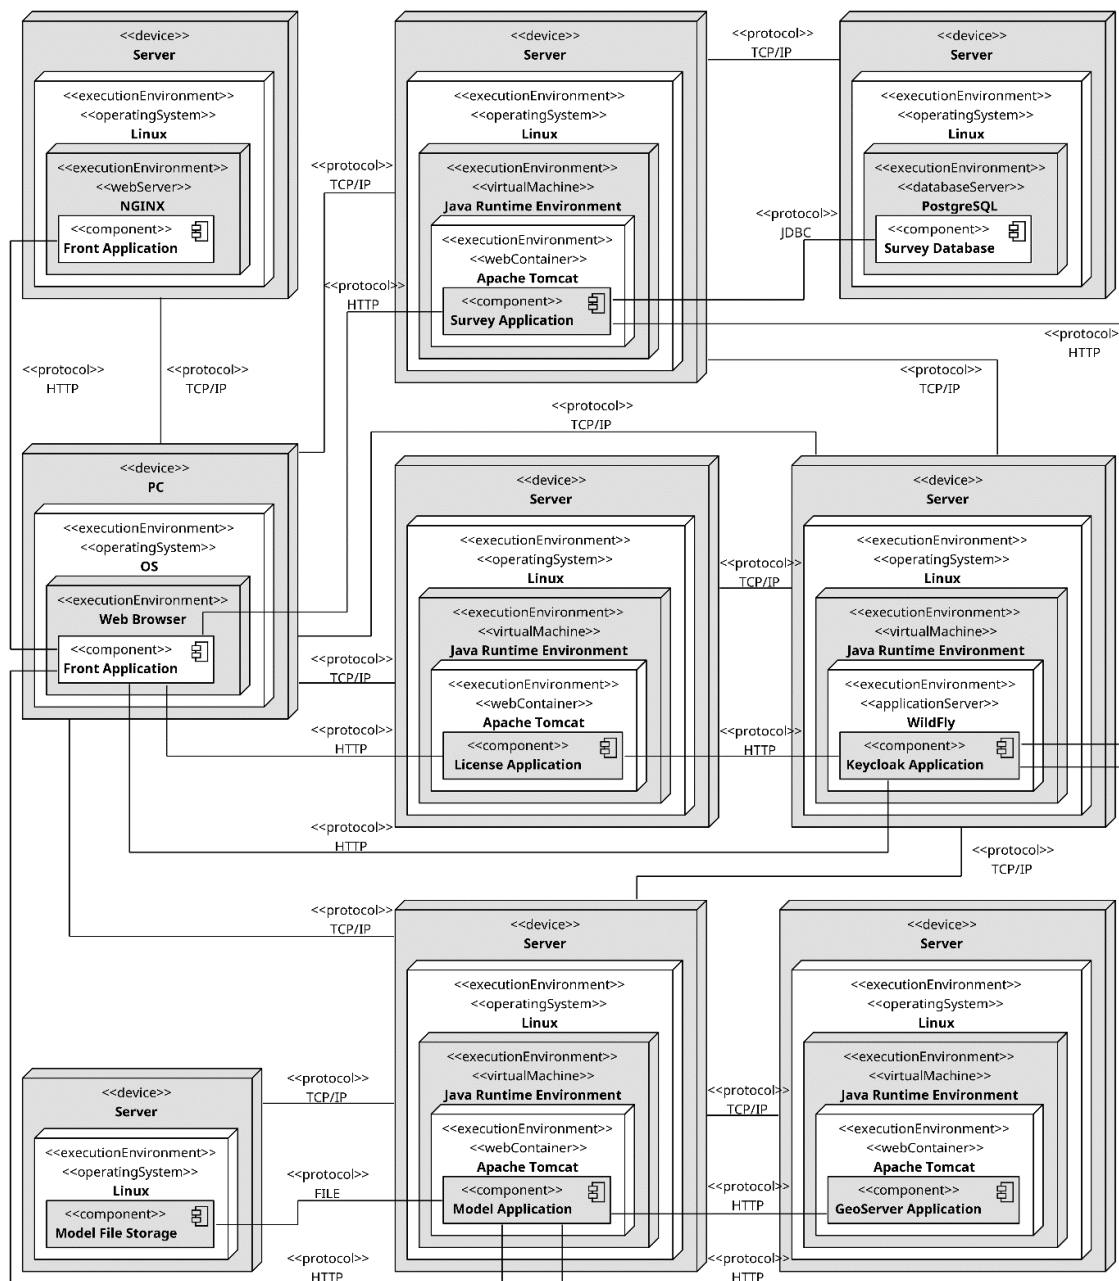 <<device>>
Server
<<executionEnvironment>>
<<operatingSystem>>
Linux
<<executionEnvironment>>
<<webServer>>
NGINX
<<component>>
Front Application
<<device>>
Server
<<executionEnvironment>>
<<operatingSystem>>
Linux
<<executionEnvironment>>
<<virtualMachine>>
Java Runtime Environment
<<executionEnvironment>>
<<webContainer>>
Apache Tomcat
<<component>>
Survey Application
<<protocol>>
TCP/IP
<<device>>
Server
<<executionEnvironment>>
<<operatingSystem>>
Linux
<<executionEnvironment>>
<<databaseServer>>
PostgreSQL
<<component>>
Survey Database
<<protocol>>
TCP/IP
<<protocol>>
JDBC
<<protocol>>
HTTP
<<protocol>>
HTTP
<<protocol>>
HTTP
<<protocol>>
TCP/IP
<<protocol>>
TCP/IP
<<protocol>>
TCP/IP
<<device>>
PC
<<executionEnvironment>>
<<operatingSystem>>
OS
<<executionEnvironment>>
Web Browser
<<component>>
Front Application
<<device>>
Server
<<executionEnvironment>>
<<operatingSystem>>
Linux
<<executionEnvironment>>
<<virtualMachine>>
Java Runtime Environment
<<executionEnvironment>>
<<webContainer>>
Apache Tomcat
<<component>>
License Application
<<protocol>>
TCP/IP
<<device>>
Server
<<executionEnvironment>>
<<operatingSystem>>
Linux
<<executionEnvironment>>
<<virtualMachine>>
Java Runtime Environment
<<executionEnvironment>>
<<applicationServer>>
WildFly
<<component>>
Keycloak Application
<<protocol>>
TCP/IP
<<protocol>>
HTTP
<<protocol>>
HTTP
<<protocol>>
HTTP
<<protocol>>
TCP/IP
<<protocol>>
TCP/IP
<<device>>
Server
<<executionEnvironment>>
<<operatingSystem>>
Linux
<<executionEnvironment>>
<<virtualMachine>>
Java Runtime Environment
<<executionEnvironment>>
<<webContainer>>
Apache Tomcat
<<component>>
Model Application
<<device>>
Server
<<executionEnvironment>>
<<operatingSystem>>
Linux
<<executionEnvironment>>
<<virtualMachine>>
Java Runtime Environment
<<executionEnvironment>>
<<webContainer>>
Apache Tomcat
<<component>>
GeoServer Application
<<device>>
Server
<<executionEnvironment>>
<<operatingSystem>>
Linux
<<component>>
Model File Storage
<<protocol>>
TCP/IP
<<protocol>>
TCP/IP
<<protocol>>
FILE
<<protocol>>
HTTP
<<protocol>>
HTTP
<<protocol>>
HTTP